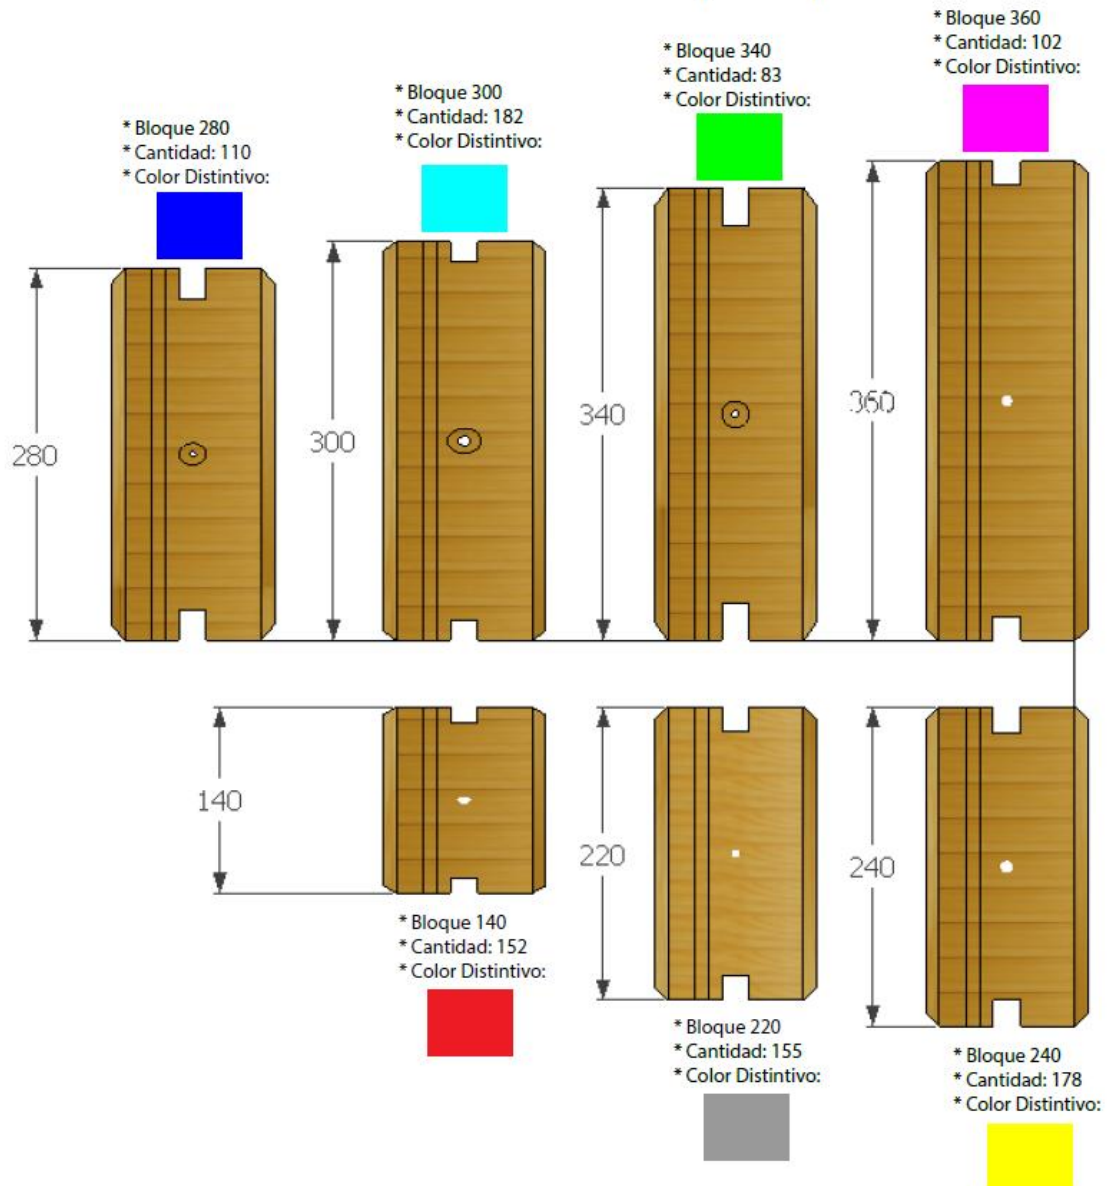 * Bloque 360
* Cantidad: 102
* Color Distintivo:
* Bloque 340
* Cantidad: 83
* Color Distintivo:
* Bloque 300
* Cantidad: 182
* Color Distintivo:
* Bloque 280
* Cantidad: 110
* Color Distintivo:
280
300
340
360
140
220
240
* Bloque 140
* Cantidad: 152
* Color Distintivo:
* Bloque 220
* Cantidad: 155
* Color Distintivo:
* Bloque 240
* Cantidad: 178
* Color Distintivo: